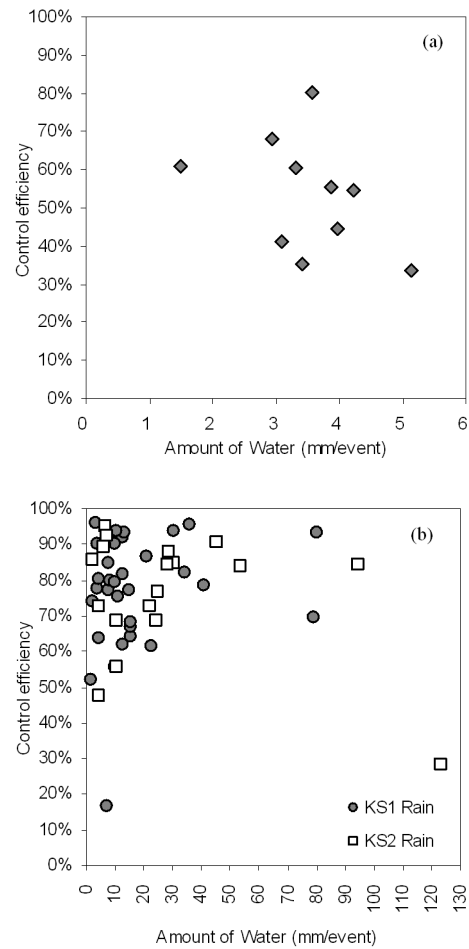 100%
90%
80%
70%
60%
50%
40%
30%
20%
10%
0%
Control efficiency
(a)
0 1 2 3 4 5 6
Amount of Water (mm/event)
100%
90%
80%
70%
60%
50%
40%
30%
20%
10%
0%
Control efficiency
(b)
KS1 Rain
KS2 Rain
0 10 20 30 40 50 60 70 80 90 100 110 120 130
Amount of Water (mm/event)